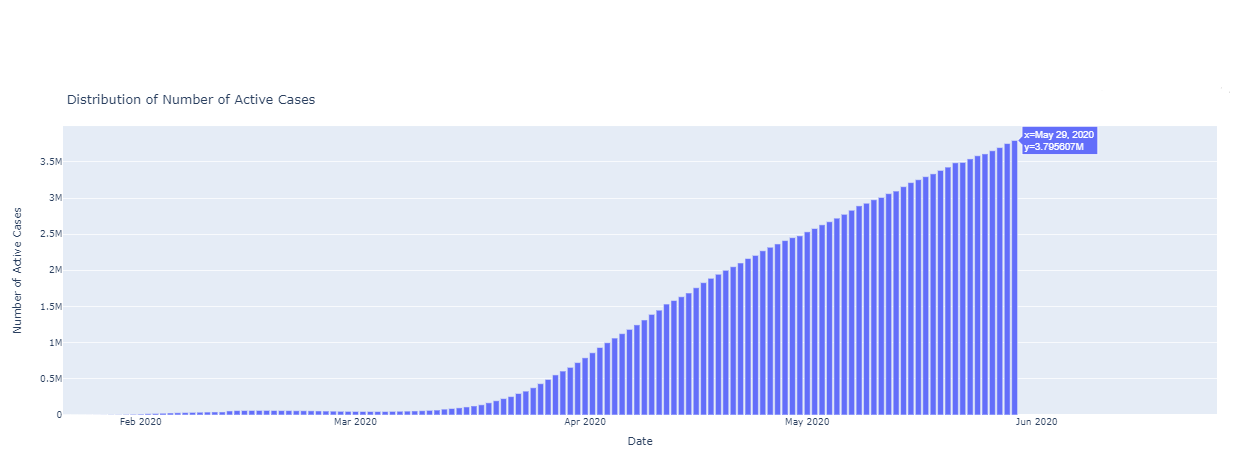 Distribution of Number of Active Cases
x=May 29, 2020
y=3.795607M
3.5M
3M
2.5M
2M
1.5M
1M
0.5M
0
Number of Active Cases
Feb 2020
Mar 2020
Apr 2020
May 2020
Jun 2020
Date